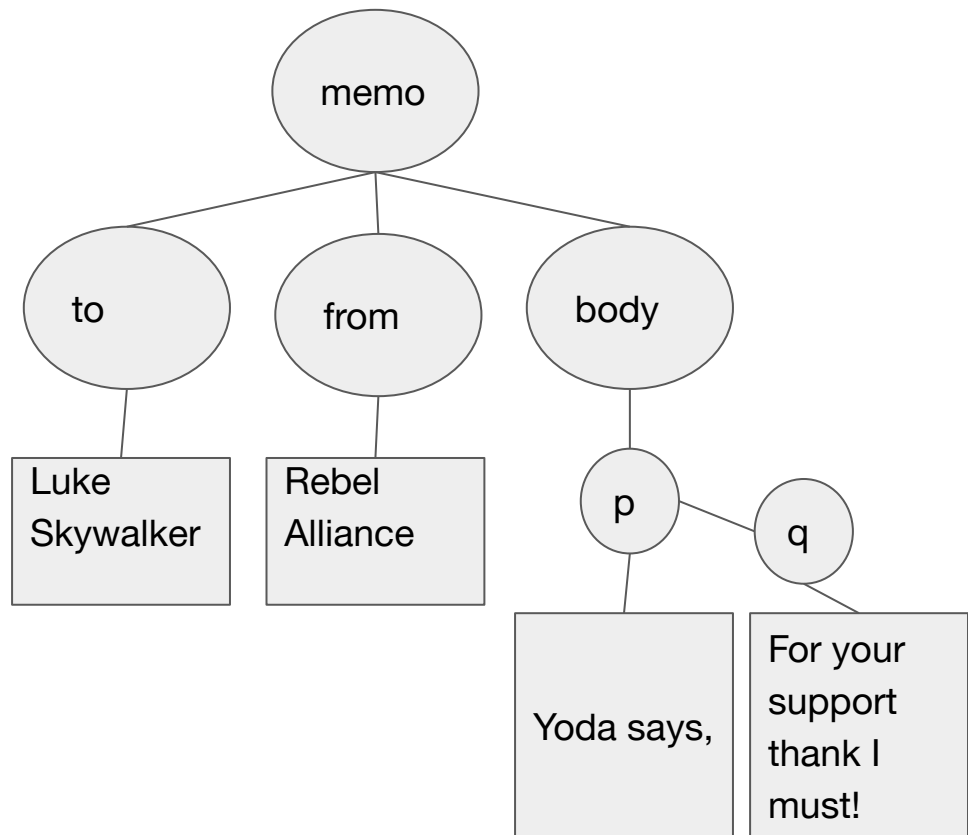 memo
to
from
body
Luke
Skywalker
Rebel
Alliance
p
q
Yoda says,
For your
support
thank I
must!